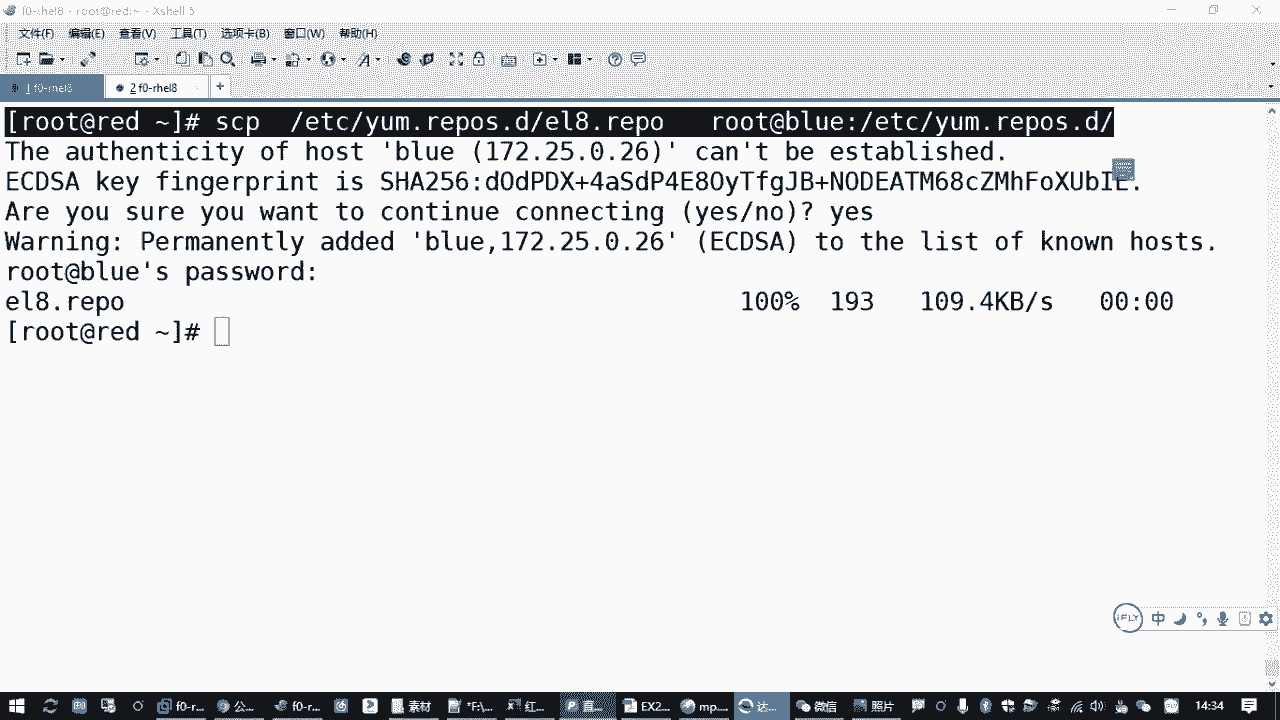 f0-rhel8 - root@red:~ - Xshell 5
文件(F) 编辑(E) 查看(V) 工具(T) 选项卡(B) 窗口(W) 帮助(H)
1 f0-rhel8
2 f0-rhel8
[root@red ~]# scp /etc/yum.repos.d/el8.repo root@blue:/etc/yum.repos.d/
The authenticity of host 'blue (172.25.0.26)' can't be established.
ECDSA key fingerprint is SHA256:dOdPDX+4aSdP4E8OyTfgJB+NODEATM68cZMhFoXUbIE.
Are you sure you want to continue connecting (yes/no)? yes
Warning: Permanently added 'blue,172.25.0.26' (ECDSA) to the list of known hosts.
root@blue's password:
el8.repo 100% 193 109.4KB/s 00:00
[root@red ~]#
iFLY 中
f0-r... 公... f0-r... 素材 *F:\... 红... EX2... mp... 达... 微信 照片 14:34